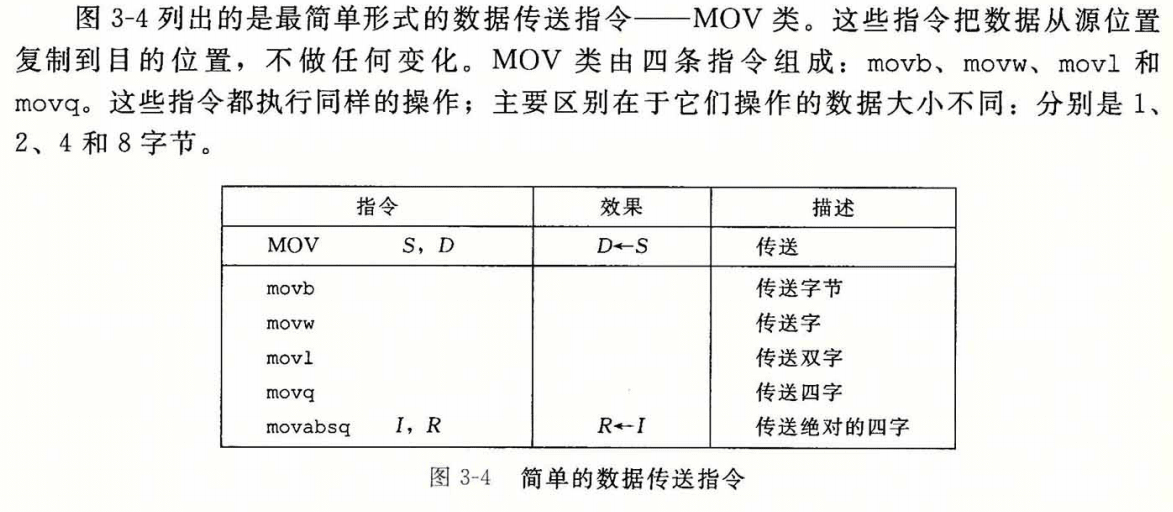 图 3-4 列出的是最简单形式的数据传送指令——MOV 类。这些指令把数据从源位置
复制到目的位置，不做任何变化。MOV 类由四条指令组成：movb、movw、movl 和
movq。这些指令都执行同样的操作；主要区别在于它们操作的数据大小不同：分别是 1、
2、4 和 8 字节。
指令 效果 描述
MOV S，D D←S 传送
movb 传送字节
movw 传送字
movl 传送双字
movq 传送四字
movabsq I，R R←I 传送绝对的四字
图 3-4 简单的数据传送指令